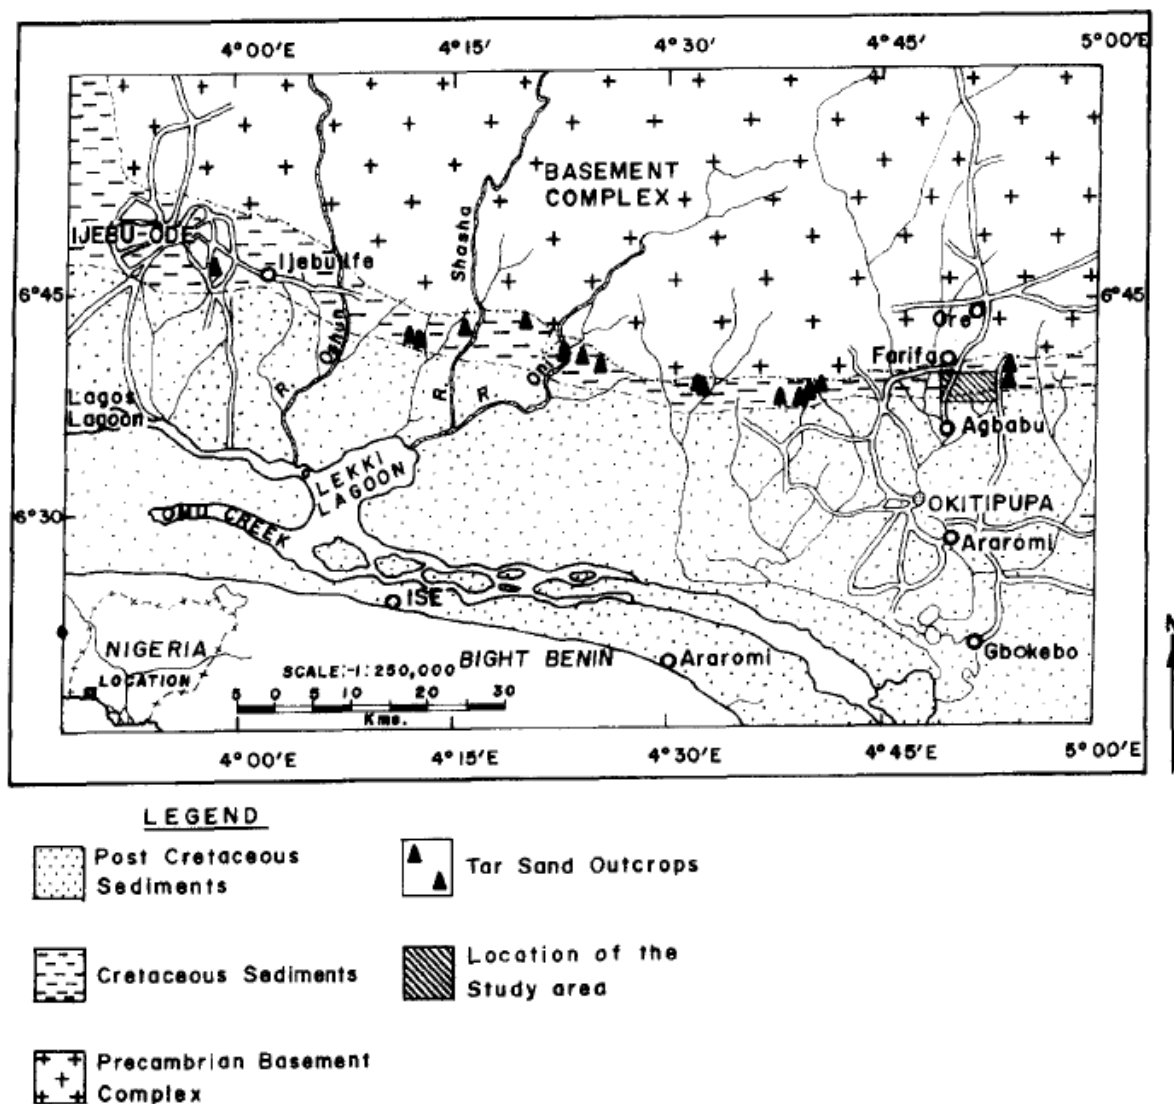 4°00'E 4°15' 4°30' 4°45' 5°00'E
BASEMENT
COMPLEX
Shasha
IJEBU-ODE
Ijebu Ife
6°45' 6°45
Oshun
R.
R.
R
Oni
Ore
Farifa
Agbabu
Lagos
Lagoon
LEKKI
LAGOON
6°30
OMU CREEK
OKITIPUPA
Araromi
ISE
NIGERIA
LOCATION
SCALE:-1:250,000
5 0 5 10 20 30
Kms.
BIGHT BENIN
Araromi
Gbokebo
N
4°00'E 4°15'E 4°30'E 4°45'E 5°00'E
LEGEND
Post Cretaceous
Sediments
Tar Sand Outcrops
Cretaceous Sediments
Location of the
Study area
Precambrian Basement
Complex